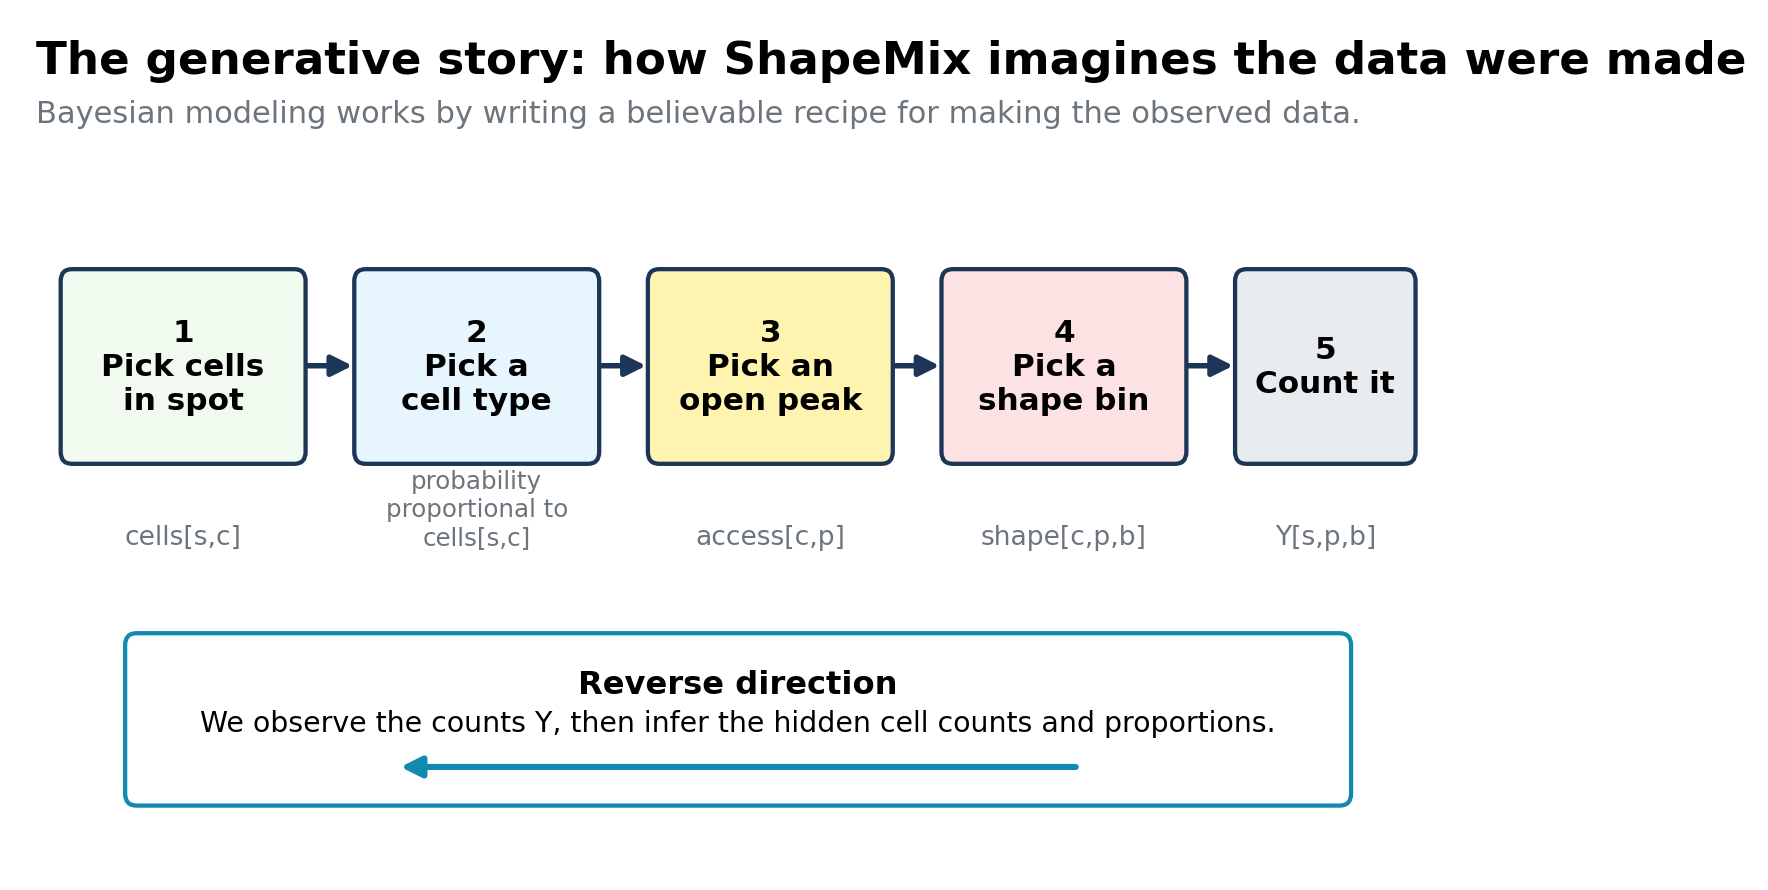 The generative story: how ShapeMix imagines the data were made
Bayesian modeling works by writing a believable recipe for making the observed data.
1
Pick cells
in spot
2
Pick a
cell type
3
Pick an
open peak
4
Pick a
shape bin
5
Count it
cells[s,c]
probability
proportional to
cells[s,c]
access[c,p]
shape[c,p,b]
Y[s,p,b]
Reverse direction
We observe the counts Y, then infer the hidden cell counts and proportions.